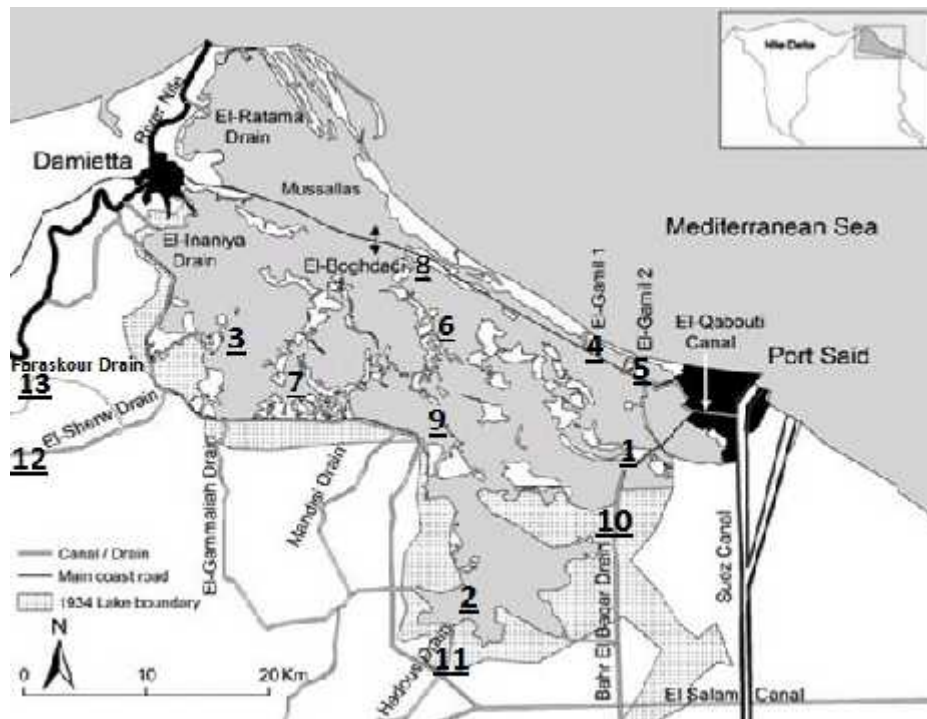 Nile Delta
River Nile
El-Ratama
Drain
Damietta
Mussallas
Mediterranean Sea
El-Inaniya
Drain
El-Boghdadi
8
El-Gamil 1
El-Gamil 2
El-Qabouti
Canal
3
6
4
5
Port Said
Faraskour Drain
13
7
El-Serw Drain
9
1
12
El-Gammaliah Drain
Mandisi Drain
10
Canal / Drain
Main coast road
1934 Lake boundary
Bahr El Baqar Drain
Suez Canal
2
N
11
Hadous Drain
0 10 20 Km
El Salam Canal